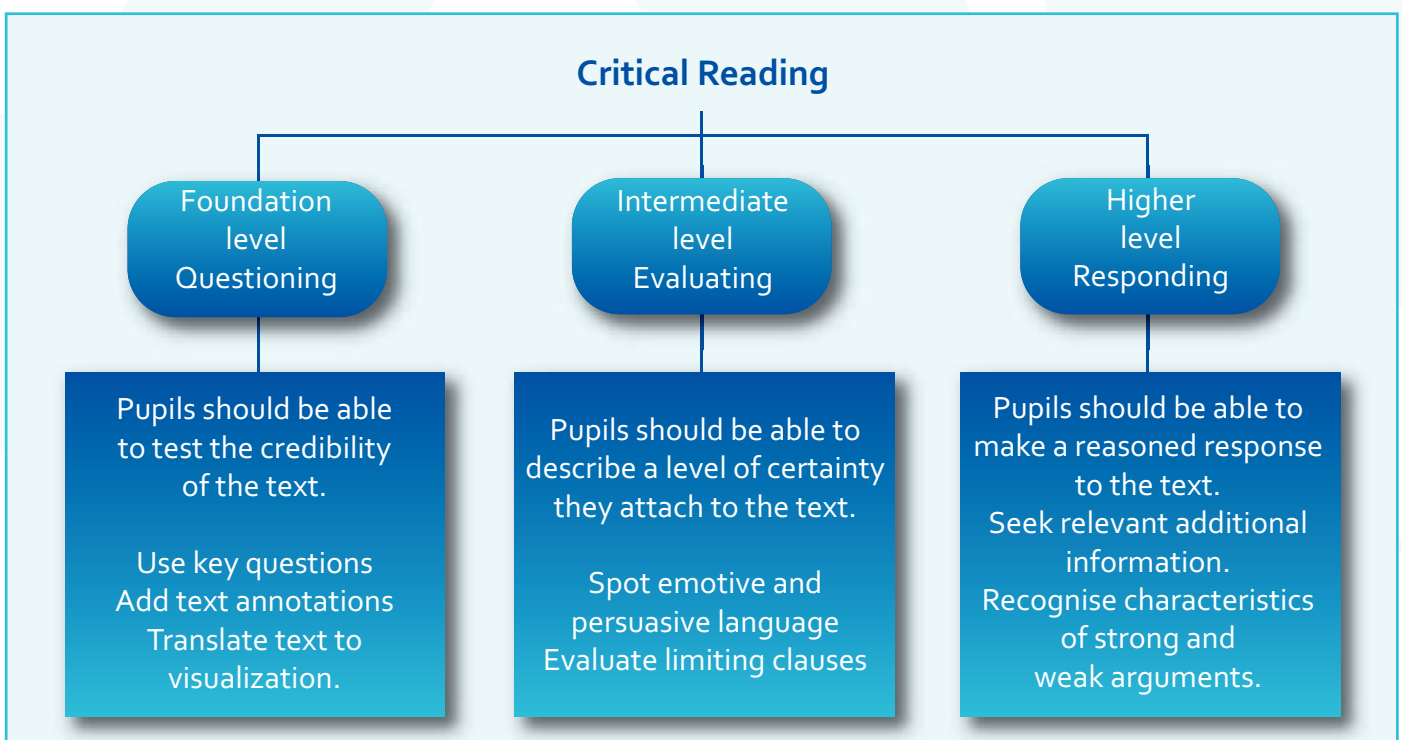 Critical Reading
Foundation
level
Questioning
Pupils should be able
to test the credibility
of the text.
Use key questions
Add text annotations
Translate text to
visualization.
Intermediate
level
Evaluating
Pupils should be able to
describe a level of certainty
they attach to the text.
Spot emotive and
persuasive language
Evaluate limiting clauses
Higher
level
Responding
Pupils should be able to
make a reasoned response
to the text.
Seek relevant additional
information.
Recognise characteristics
of strong and
weak arguments.